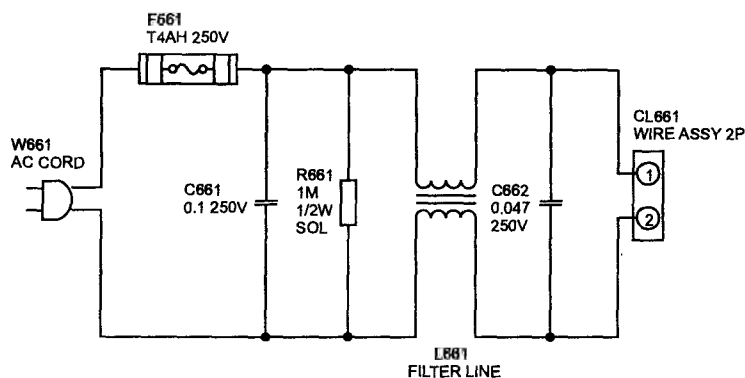 F661
T4AH 250V
W661
AC CORD
C661
0.1 250V
R661
1M
1/2W
SOL
L661
FILTER LINE
C662
0.047
250V
CL661
WIRE ASSY 2P
1
2